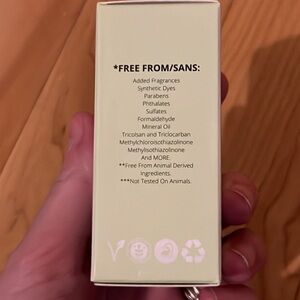 *FREE FROM/SANS:
Added Fragrances
Synthetic Dyes
Parabens
Phthalates
Sulfates
Formaldehyde
Mineral Oil
Tricolsan and Triclocarban
Methylchloroisothiazolinone
Methylisothiazolinone
And MORE.
**Free From Animal Derived
Ingredients.
***Not Tested On Animals.